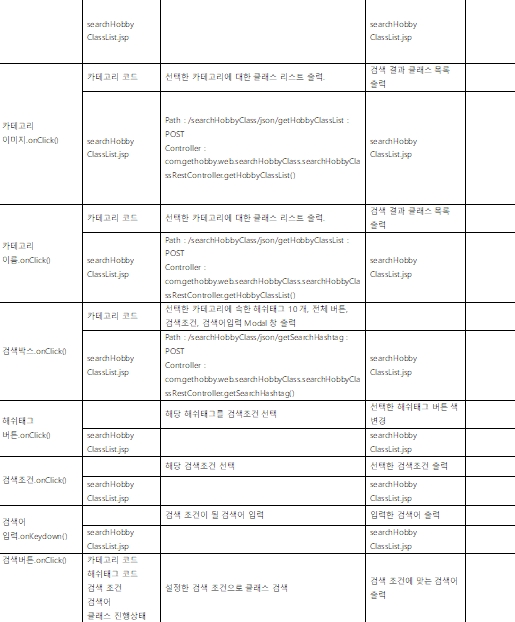 searchHobby
ClassList.jsp
searchHobby
ClassList.jsp
카테고리
이미지.onClick()
카테고리 코드
선택한 카테고리에 대한 클래스 리스트 출력.
검색 결과 클래스 목록
출력
searchHobby
ClassList.jsp
Path : /searchHobbyClass/json/getHobbyClassList :
POST
Controller :
com.gethobby.web.searchHobbyClass.searchHobbyCla
ssRestController.getHobbyClassList()
searchHobby
ClassList.jsp
카테고리
이름.onClick()
카테고리 코드
선택한 카테고리에 대한 클래스 리스트 출력.
검색 결과 클래스 목록
출력
searchHobby
ClassList.jsp
Path : /searchHobbyClass/json/getHobbyClassList :
POST
Controller :
com.gethobby.web.searchHobbyClass.searchHobbyCla
ssRestController.getHobbyClassList()
searchHobby
ClassList.jsp
검색박스.onClick()
카테고리 코드
선택한 카테고리에 속한 해쉬태그 10개, 전체 버튼,
검색조건, 검색어입력 Modal 창 출력
searchHobby
ClassList.jsp
Path : /searchHobbyClass/json/getSearchHashtag :
POST
Controller :
com.gethobby.web.searchHobbyClass.searchHobbyCla
ssRestController.getSearchHashtag()
searchHobby
ClassList.jsp
해쉬태그
버튼.onClick()
해당 해쉬태그를 검색조건 선택
선택한 해쉬태그 버튼 색
변경
searchHobby
ClassList.jsp
searchHobby
ClassList.jsp
검색조건.onClick()
해당 검색조건 선택
선택한 검색조건 출력
searchHobby
ClassList.jsp
searchHobby
ClassList.jsp
검색어
입력.onKeydown()
검색 조건이 될 검색어 입력
입력한 검색어 출력
searchHobby
ClassList.jsp
searchHobby
ClassList.jsp
검색버튼.onClick()
카테고리 코드
해쉬태그 코드
검색 조건
검색어
클래스 진행상태
설정한 검색 조건으로 클래스 검색
검색 조건에 맞는 검색어
출력